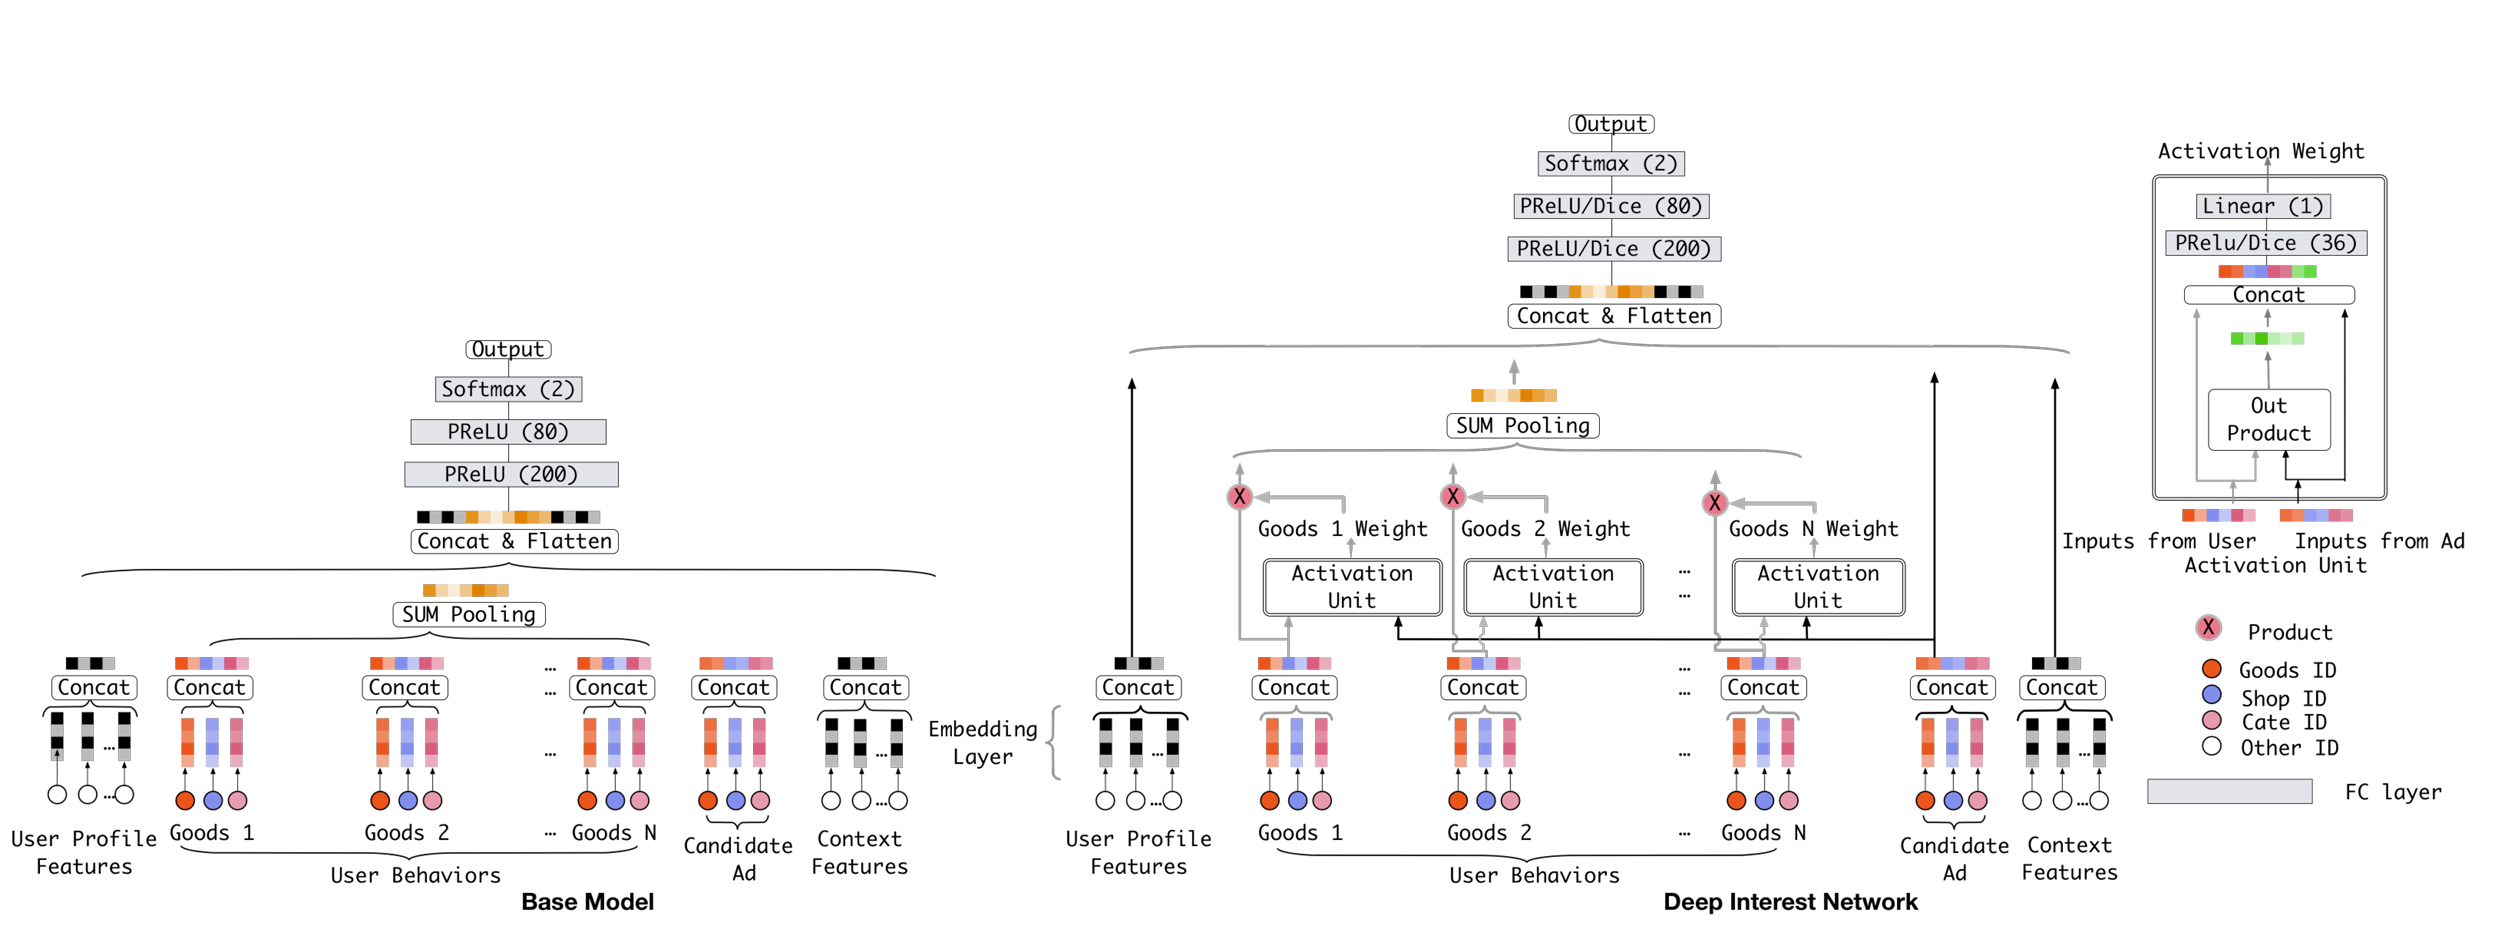 Output
Softmax (2)
PReLU (80)
PReLU (200)
Concat & Flatten
SUM Pooling
...
Concat
Concat
Concat
...
Concat
Concat
Concat
...
...
...
...
...
User Profile
Features
Goods 1
Goods 2
...
Goods N
Candidate
Ad
Context
Features
User Behaviors
Base Model
Embedding
Layer
Output
Softmax (2)
PReLU/Dice (80)
PReLU/Dice (200)
Concat & Flatten
SUM Pooling
X
X
X
Goods 1 Weight
Goods 2 Weight
Goods N Weight
Activation
Unit
Activation
Unit
...
...
Activation
Unit
...
Concat
Concat
Concat
...
Concat
Concat
Concat
...
...
...
...
...
User Profile
Features
Goods 1
Goods 2
...
Goods N
Candidate
Ad
Context
Features
User Behaviors
Deep Interest Network
Activation Weight
Linear (1)
PRelu/Dice (36)
Concat
Out
Product
Inputs from User
Inputs from Ad
Activation Unit
X
Product
Goods ID
Shop ID
Cate ID
Other ID
FC layer